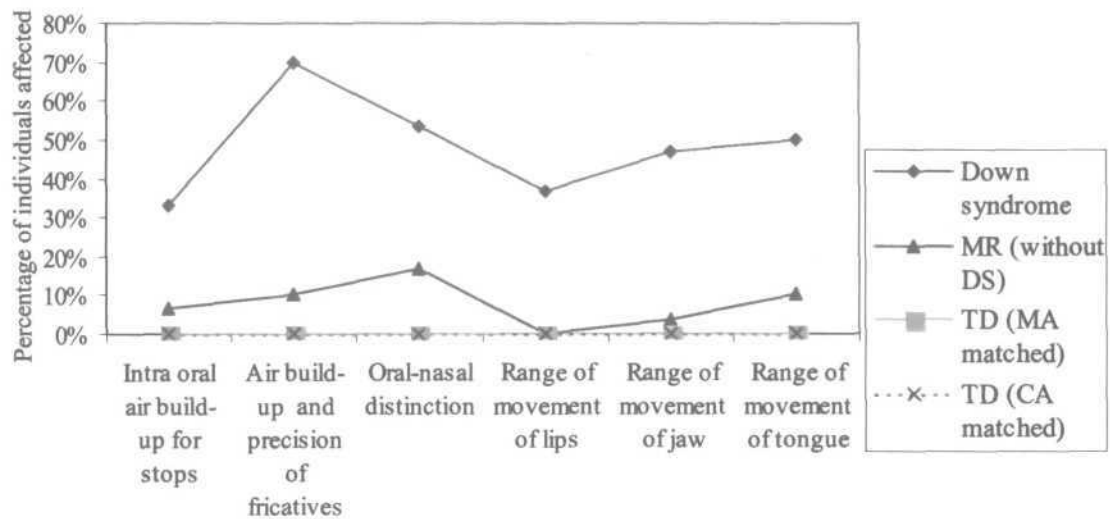 Percentage of individuals affected
80%
70%
60%
50%
40%
30%
20%
10%
0%
Intra oral
air build-
up for
stops
Air build-
up and
precision
of
fricatives
Oral-nasal
distinction
Range of
movement
of lips
Range of
movement
of jaw
Range of
movement
of tongue
Down
syndrome
MR (without
DS)
TD (MA
matched)
TD (CA
matched)